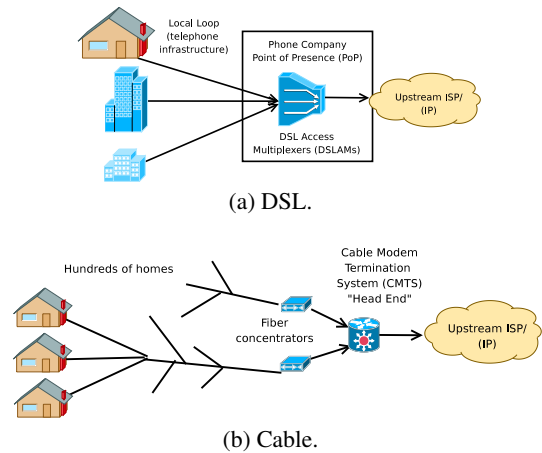 Local Loop
(telephone
infrastructure)
Phone Company
Point of Presence (PoP)
Upstream ISP/
(IP)
DSL Access
Multiplexers (DSLAMs)
(a) DSL.
Hundreds of homes
Cable Modem
Termination
System (CMTS)
"Head End"
Fiber
concentrators
Upstream ISP/
(IP)
(b) Cable.